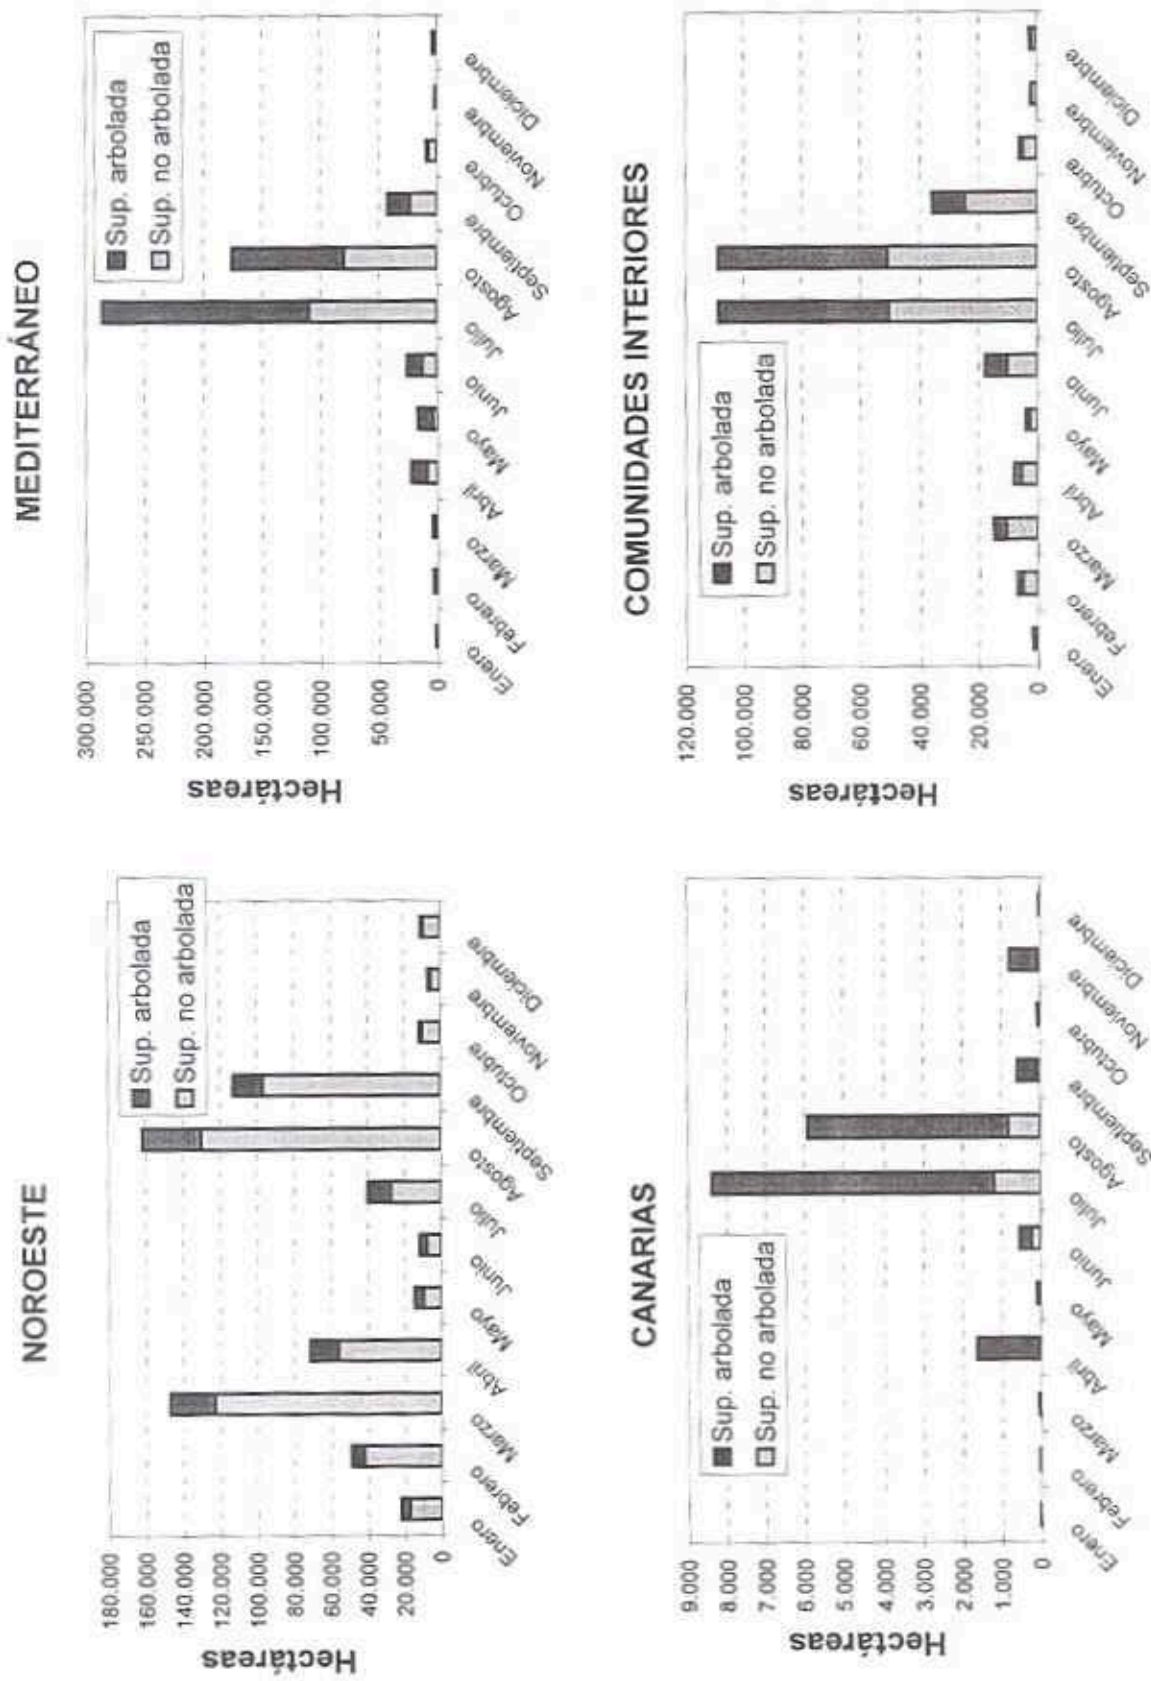 NOROESTE
Hectáreas
180.000
160.000
140.000
120.000
100.000
80.000
60.000
40.000
20.000
0
Sup. arbolada
Sup. no arbolada
Enero
Febrero
Marzo
Abril
Mayo
Junio
Julio
Agosto
Septiembre
Octubre
Noviembre
Diciembre
MEDITERRÁNEO
Hectáreas
300.000
250.000
200.000
150.000
100.000
50.000
0
Sup. arbolada
Sup. no arbolada
Enero
Febrero
Marzo
Abril
Mayo
Junio
Julio
Agosto
Septiembre
Octubre
Noviembre
Diciembre
CANARIAS
Hectáreas
9.000
8.000
7.000
6.000
5.000
4.000
3.000
2.000
1.000
0
Sup. arbolada
Sup. no arbolada
Enero
Febrero
Marzo
Abril
Mayo
Junio
Julio
Agosto
Septiembre
Octubre
Noviembre
Diciembre
COMUNIDADES INTERIORES
Hectáreas
120.000
100.000
80.000
60.000
40.000
20.000
0
Sup. arbolada
Sup. no arbolada
Enero
Febrero
Marzo
Abril
Mayo
Junio
Julio
Agosto
Septiembre
Octubre
Noviembre
Diciembre